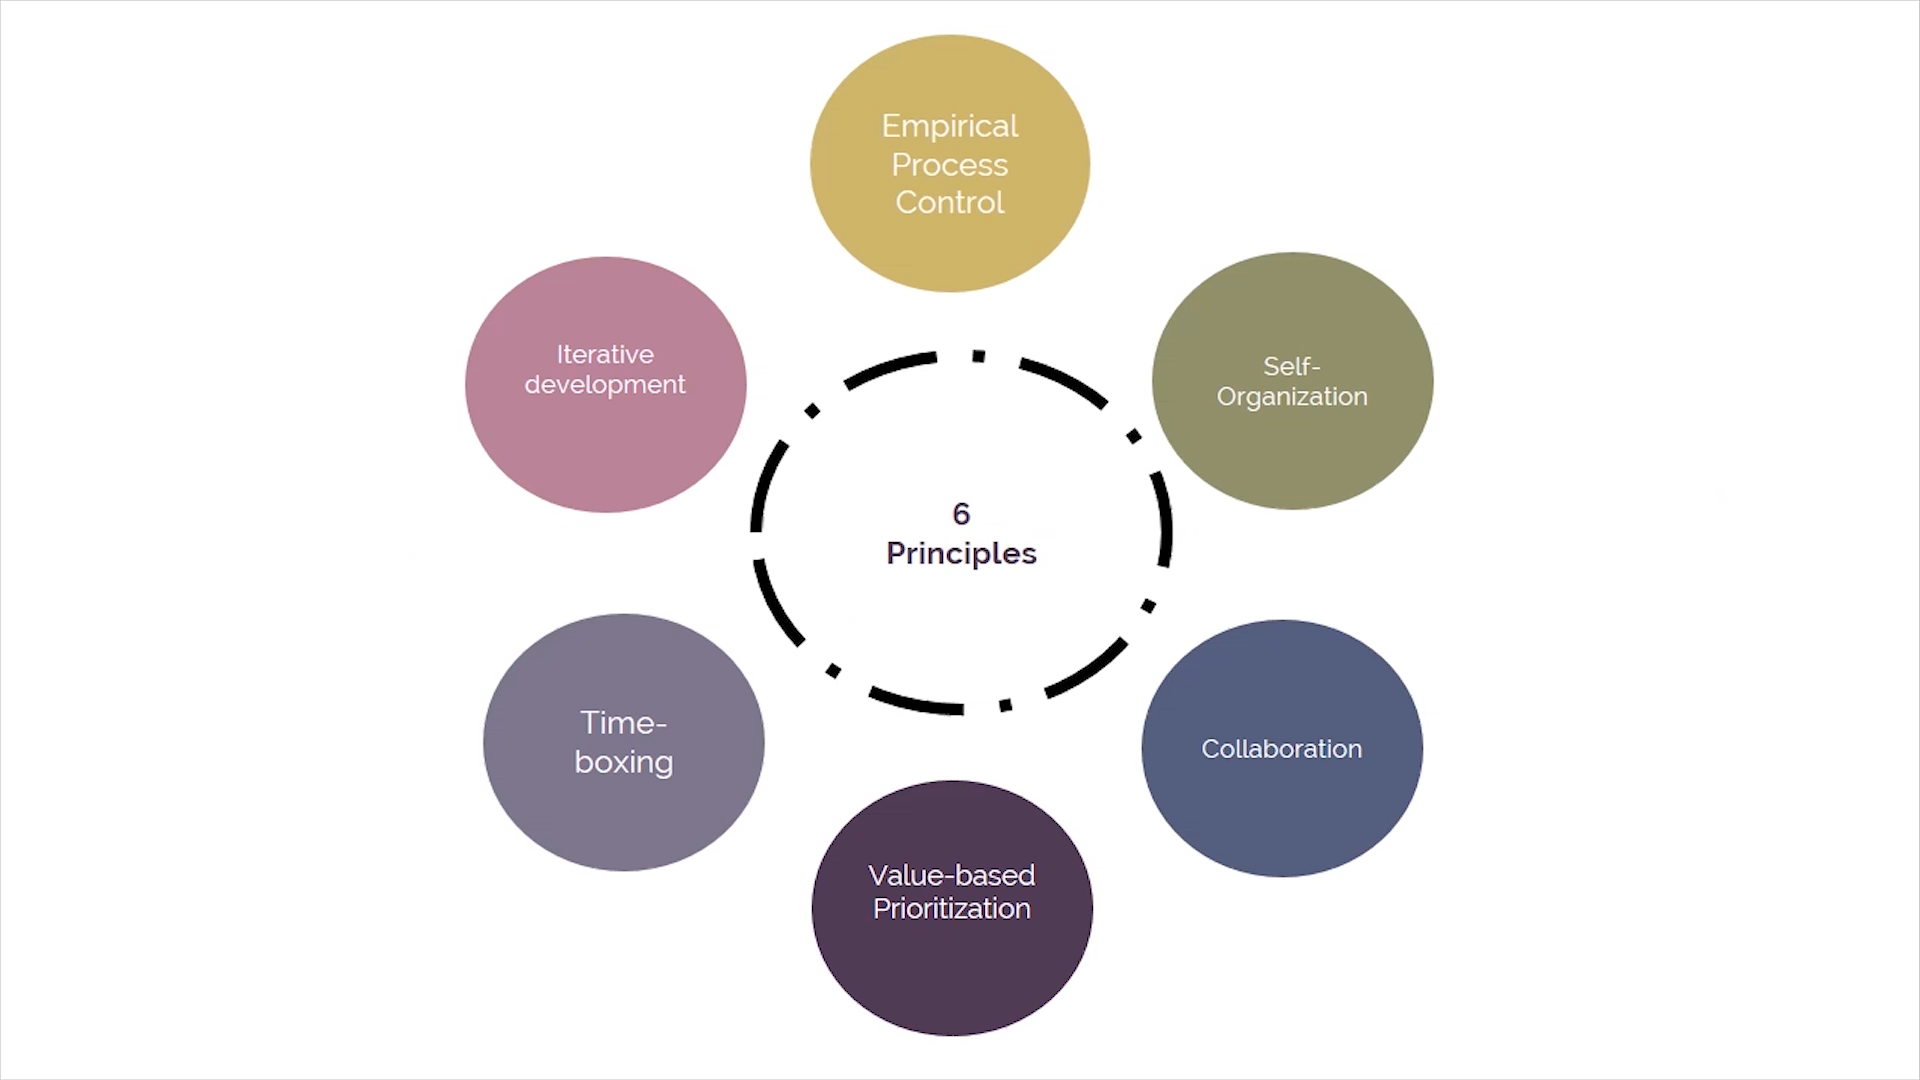 Empirical
Process
Control
Self-
Organization
Collaboration
Value-based
Prioritization
Time-
boxing
Iterative
development
6
Principles